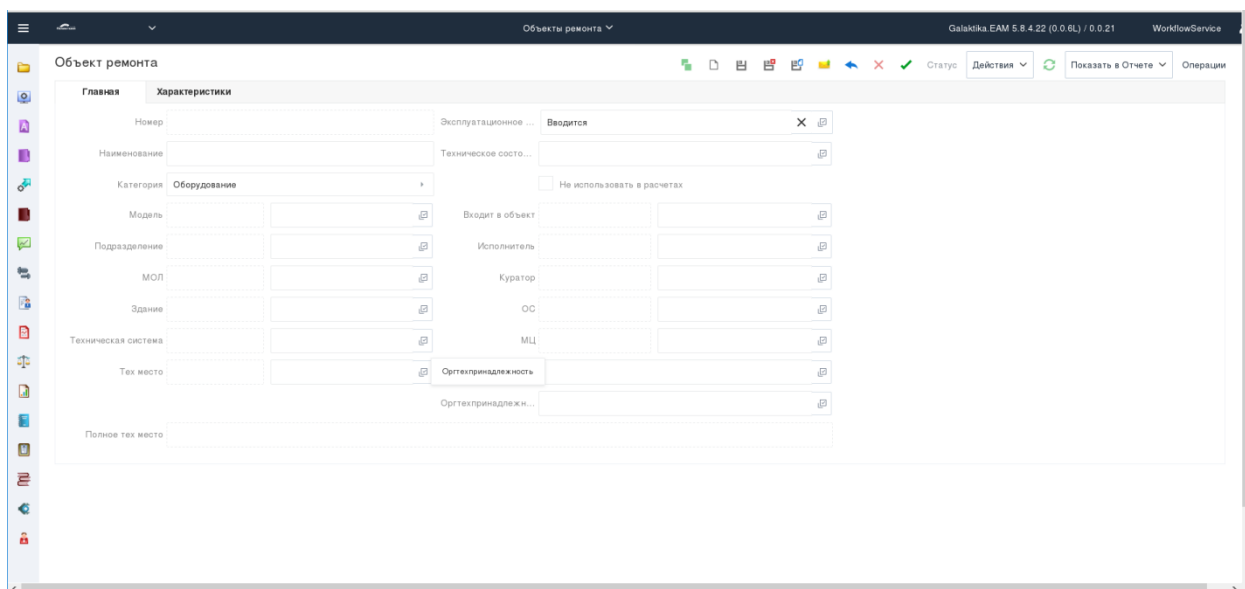 Объекты ремонта Galaktika.EAM 5.8.4.22 (0.0.6L) / 0.0.21 WorkflowService
Объект ремонта Статус Действия Показать в Отчете Операции
Главная Характеристики
Номер Эксплуатационное ... Вводится
Наименование Техническое состо...
Категория Оборудование Не использовать в расчетах
Модель Входит в объект
Подразделение Исполнитель
МОЛ Куратор
Здание ОС
Техническая система МЦ
Тех место Оргтехпринадлежность
Оргтехпринадлежн...
Полное тех место